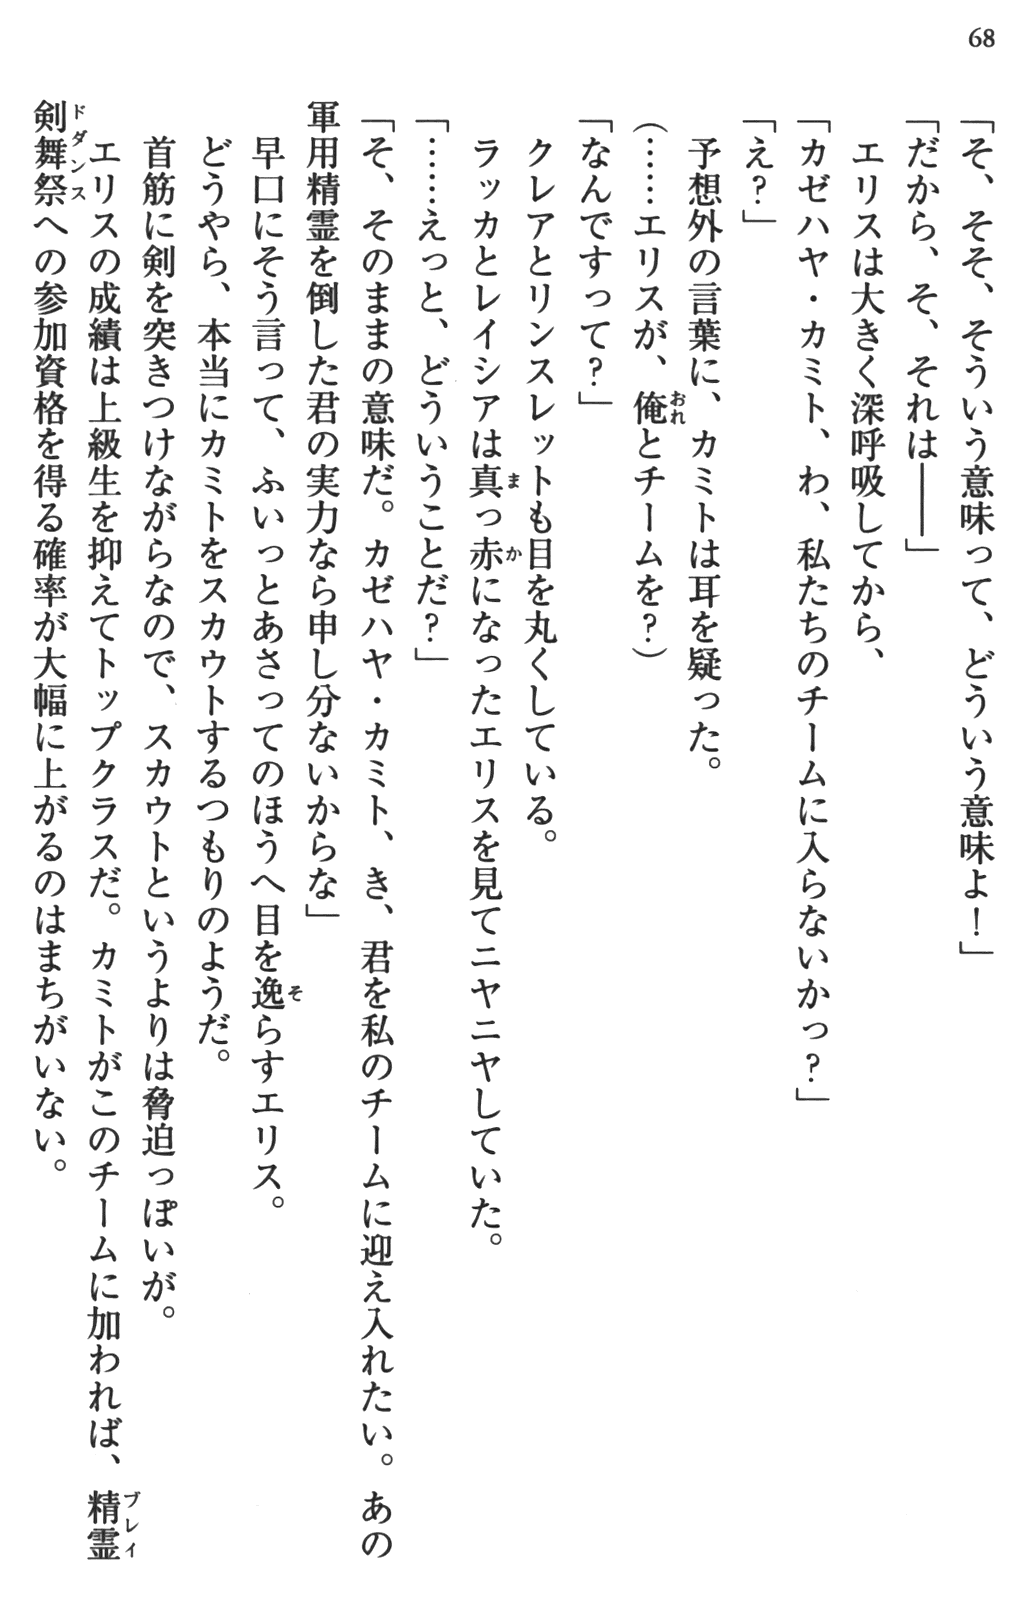 68
「そ、そそ、そういう意味って、どういう意味よ！」
「だから、そ、それは――」
エリスは大きく深呼吸してから、
「カゼハヤ・カミト、わ、私たちのチームに入らないかっ？」
「え？」
予想外の言葉に、カミトは耳を疑った。
（……エリスが、俺とチームを？）
「なんですって？」
クレアとリンスレットも目を丸くしている。
ラッカとレイシアは真っ赤になったエリスを見てニヤニヤしていた。
「……えっと、どういうことだ？」
「そ、そのままの意味だ。カゼハヤ・カミト、き、君を私のチームに迎え入れたい。あの
軍用精霊を倒した君の実力なら申し分ないからな」
早口にそう言って、ふいっとあさってのほうへ目を逸らすエリス。
どうやら、本当にカミトをスカウトするつもりのようだ。
首筋に剣を突きつけながらなので、スカウトというよりは脅迫っぽいが。
エリスの成績は上級生を抑えてトップクラスだ。カミトがこのチームに加われば、精霊
剣舞祭への参加資格を得る確率が大幅に上がるのはまちがいない。
おれ
ま
か
そ
ブレイ
ドダンス